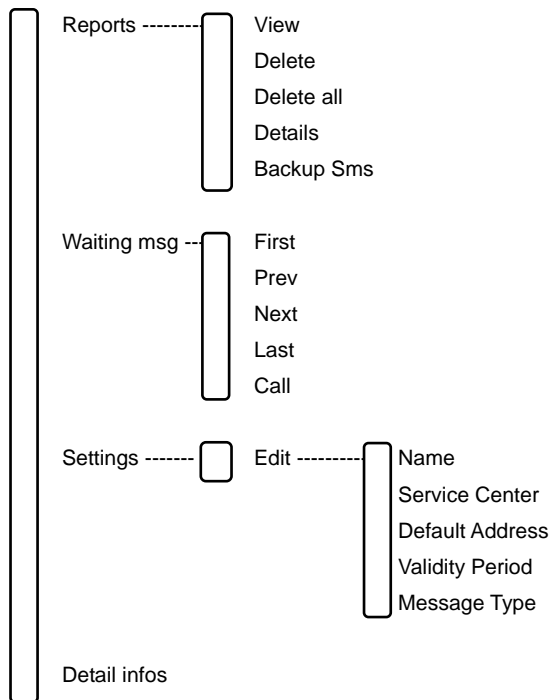 Reports --------- View
Delete
Delete all
Details
Backup Sms
Waiting msg --- First
Prev
Next
Last
Call
Settings ------- Edit ---------- Name
Service Center
Default Address
Validity Period
Message Type
Detail infos